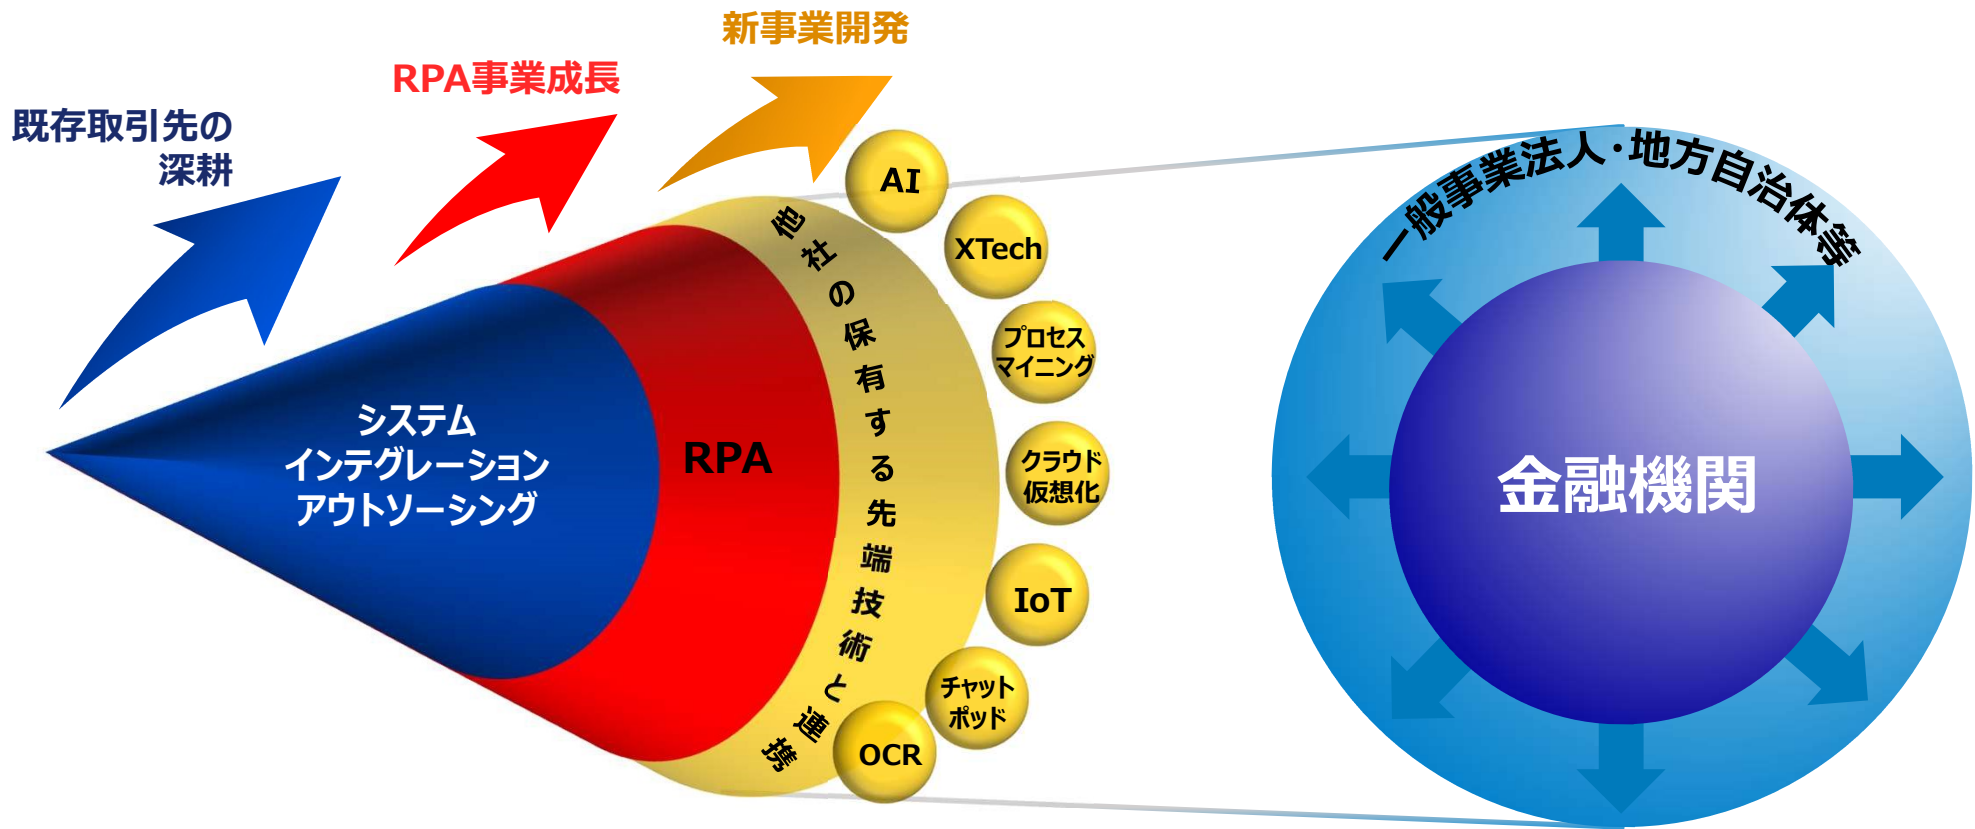 新事業開発
RPA事業成長
既存取引先の
深耕
システム
インテグレーション
アウトソーシング
RPA
他社の保有する先端技術と連携
AI
XTech
プロセス
マイニング
クラウド
仮想化
IoT
チャット
ポッド
OCR
一般事業法人・地方自治体等
金融機関